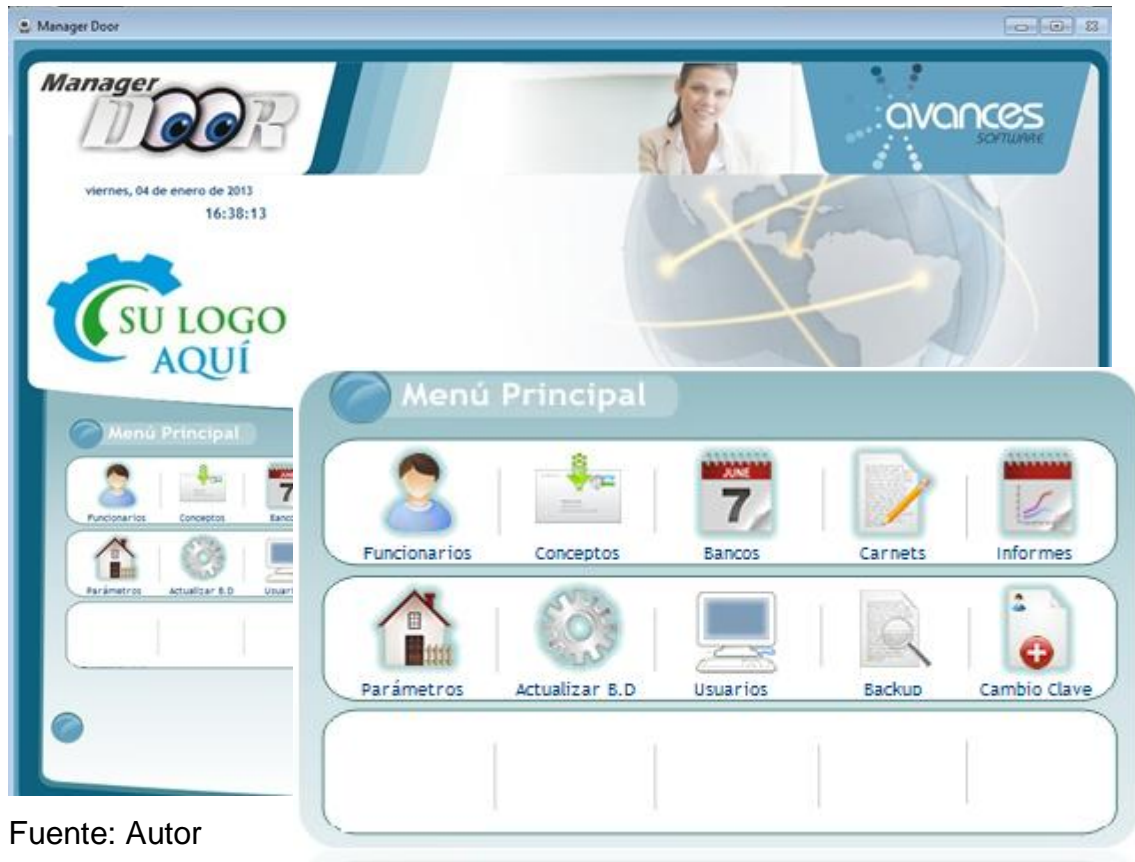 Manager Door
Manager
DOOR
avances
SOFTWARE
viernes, 04 de enero de 2013
16:38:13
SU LOGO
AQUÍ
Menú Principal
Funcionarios Conceptos
7
Parámetros Actualizar B.D
Menú Principal
JUNE
7
Funcionarios Conceptos Bancos Carnets Informes
Parámetros Actualizar B.D Usuarios Backup Cambio Clave
Fuente: Autor